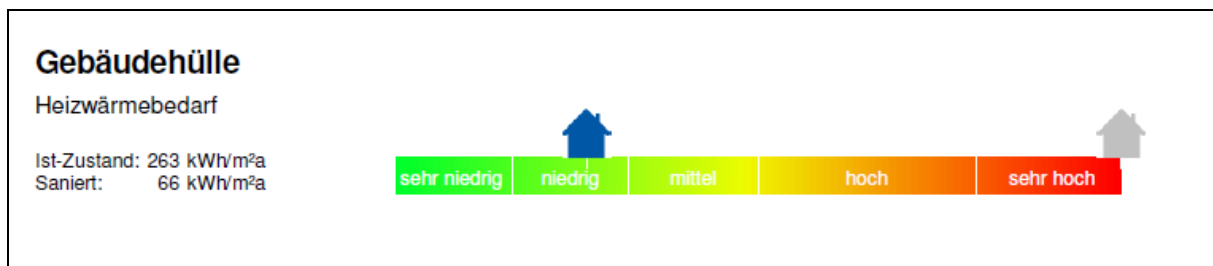 Gebäudehülle
Heizwärmebedarf
Ist-Zustand: 263 kWh/m²a
Saniert: 66 kWh/m²a
sehr niedrig niedrig mittel hoch sehr hoch